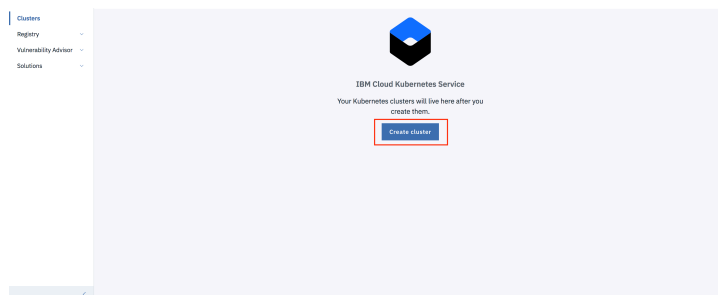 Clusters
Registry
Vulnerability Advisor
Solutions
IBM Cloud Kubernetes Service
Your Kubernetes clusters will live here after you
create them.
Create cluster